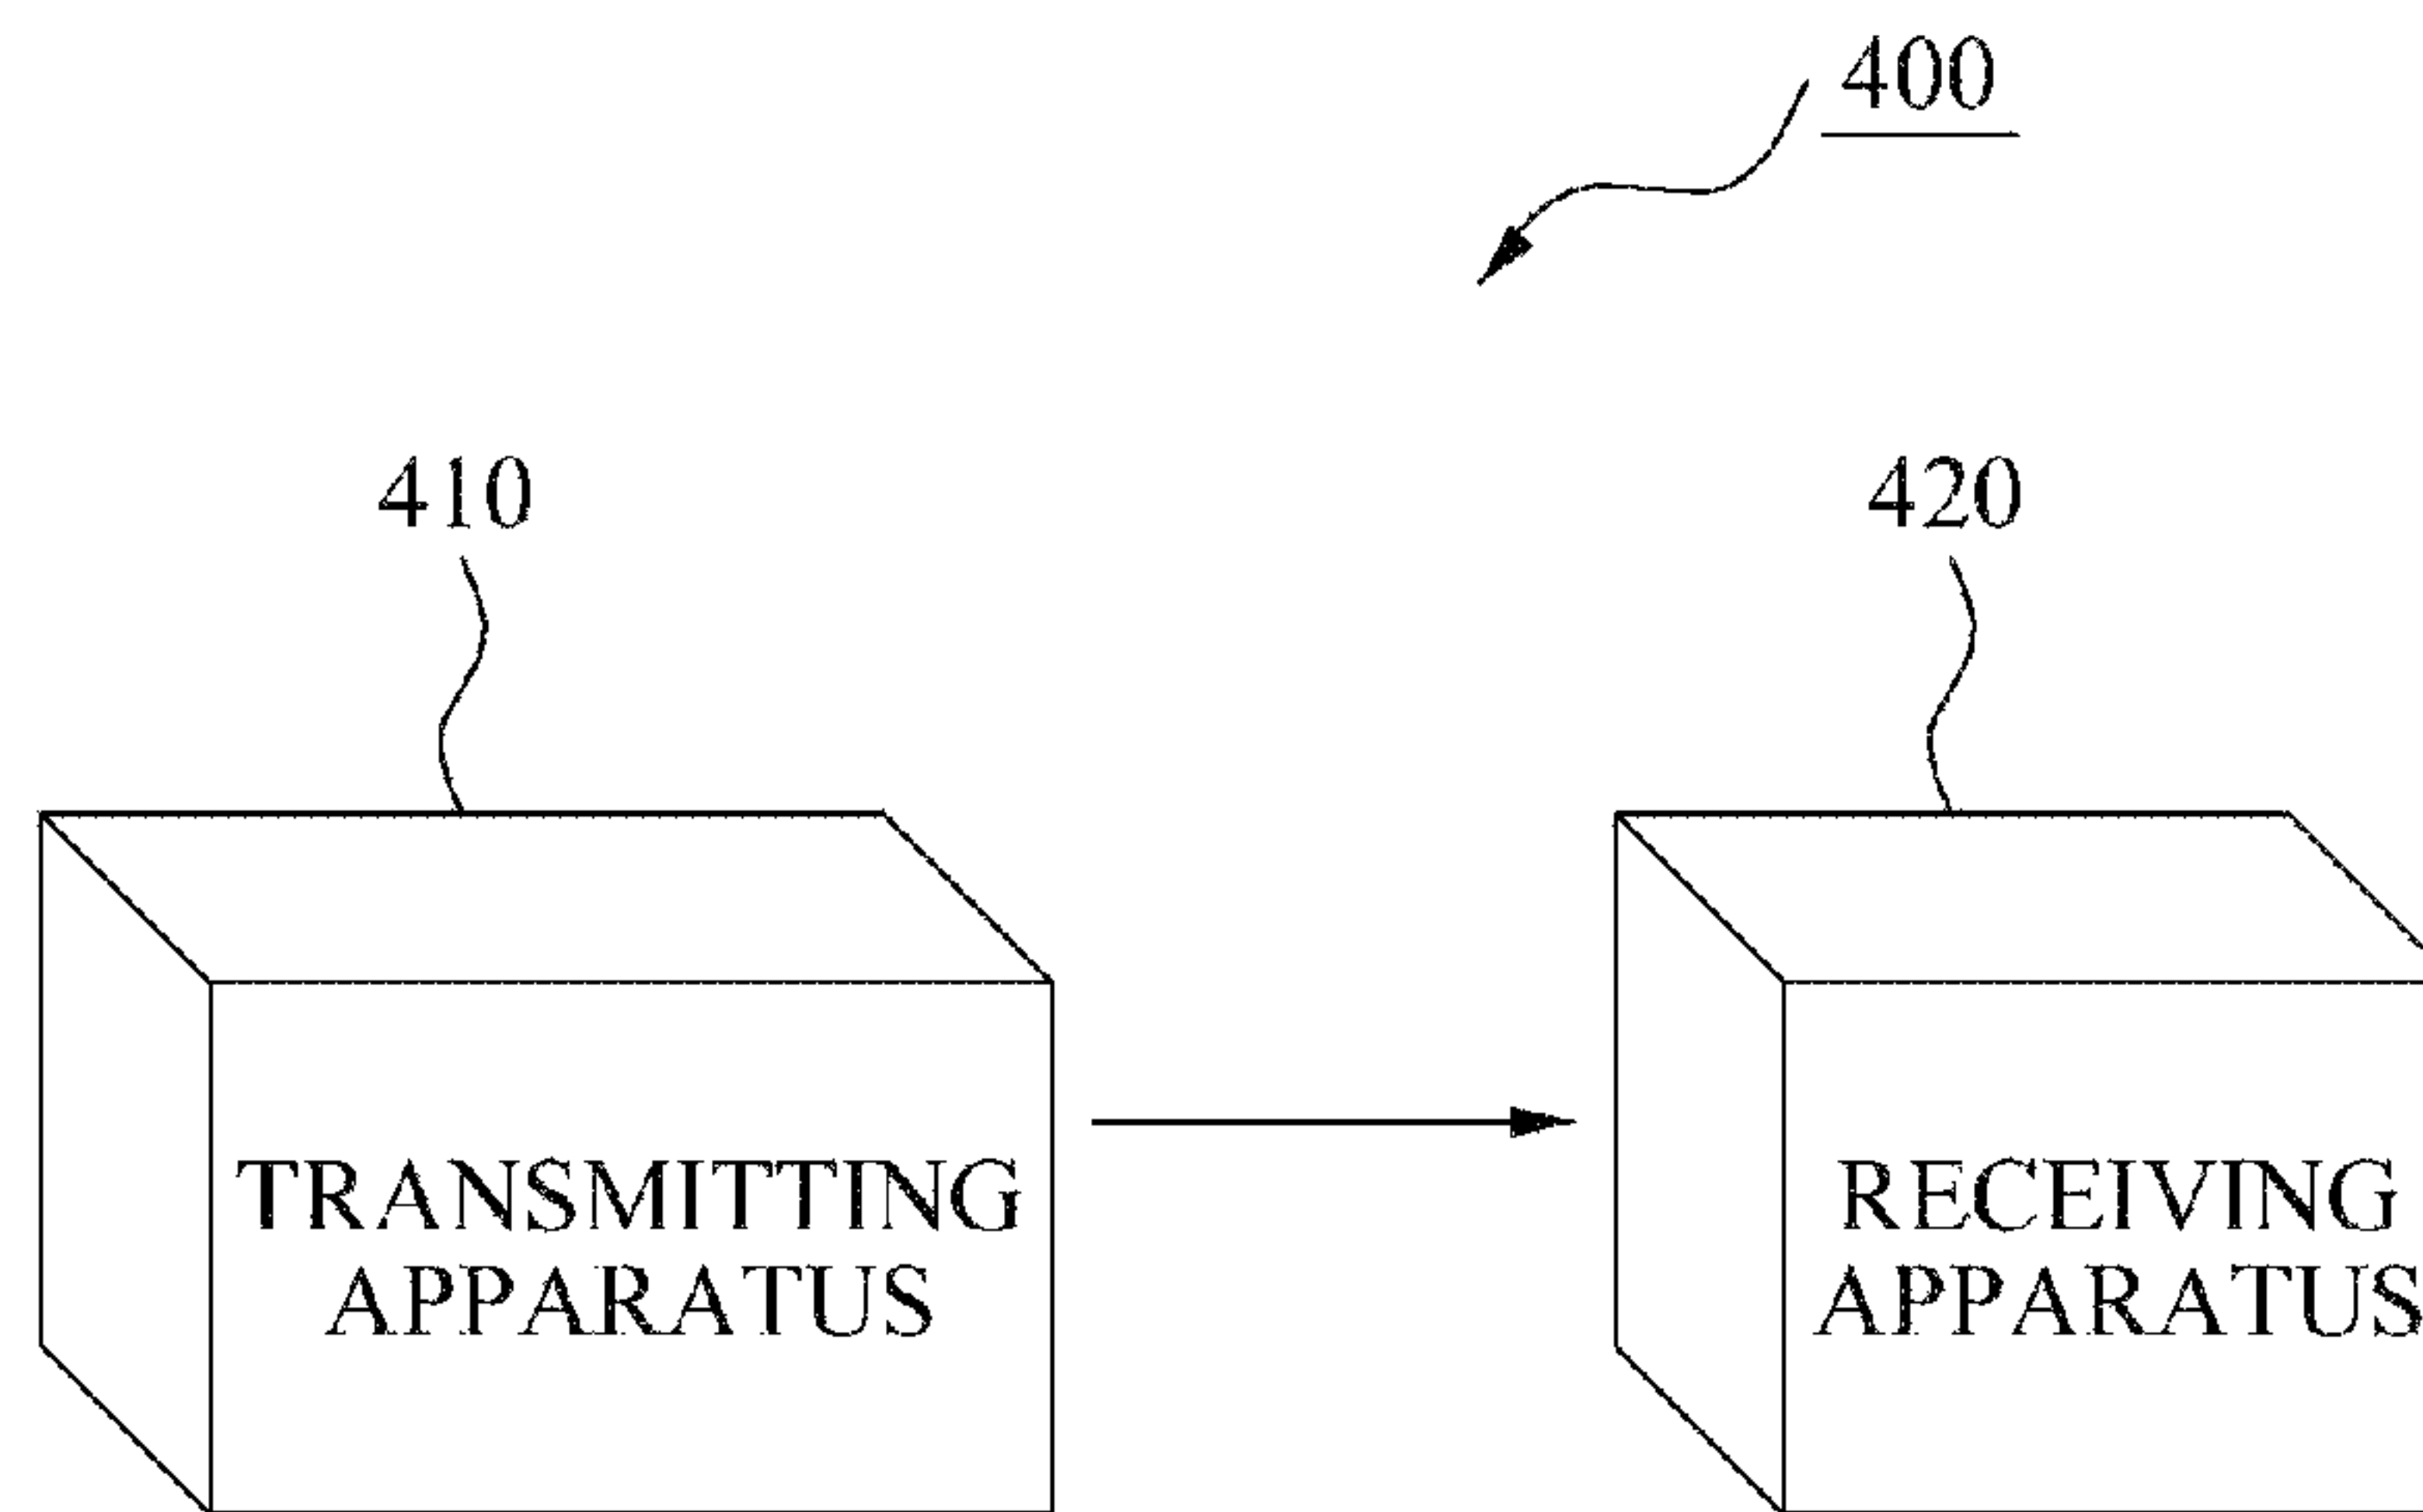 400
410
420
TRANSMITTING
APPARATUS
RECEIVING
APPARATUS